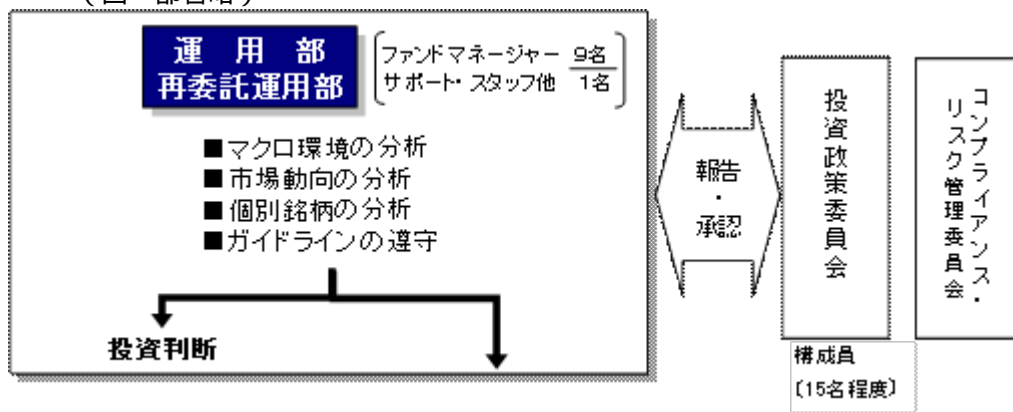 運 用 部
再委託運用部
ファンドマネージャー 9名
サポート・スタッフ他 1名
■マクロ環境の分析
■市場動向の分析
■個別銘柄の分析
■ガイドラインの遵守
投資判断
報告
・
承認
投資政策委員会
構成員
(15名程度)
コンプライアンス・
リスク管理委員会